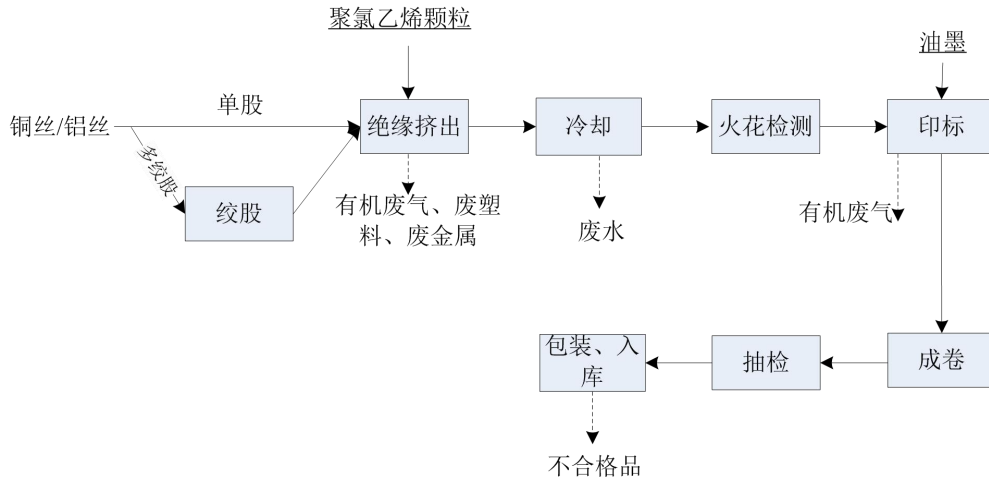 聚氯乙烯颗粒
油墨
铜丝/铝丝
单股
绝缘挤出
冷却
火花检测
印标
多绞股
绞股
有机废气、废塑
料、废金属
废水
有机废气
包装、入
库
抽检
成卷
不合格品